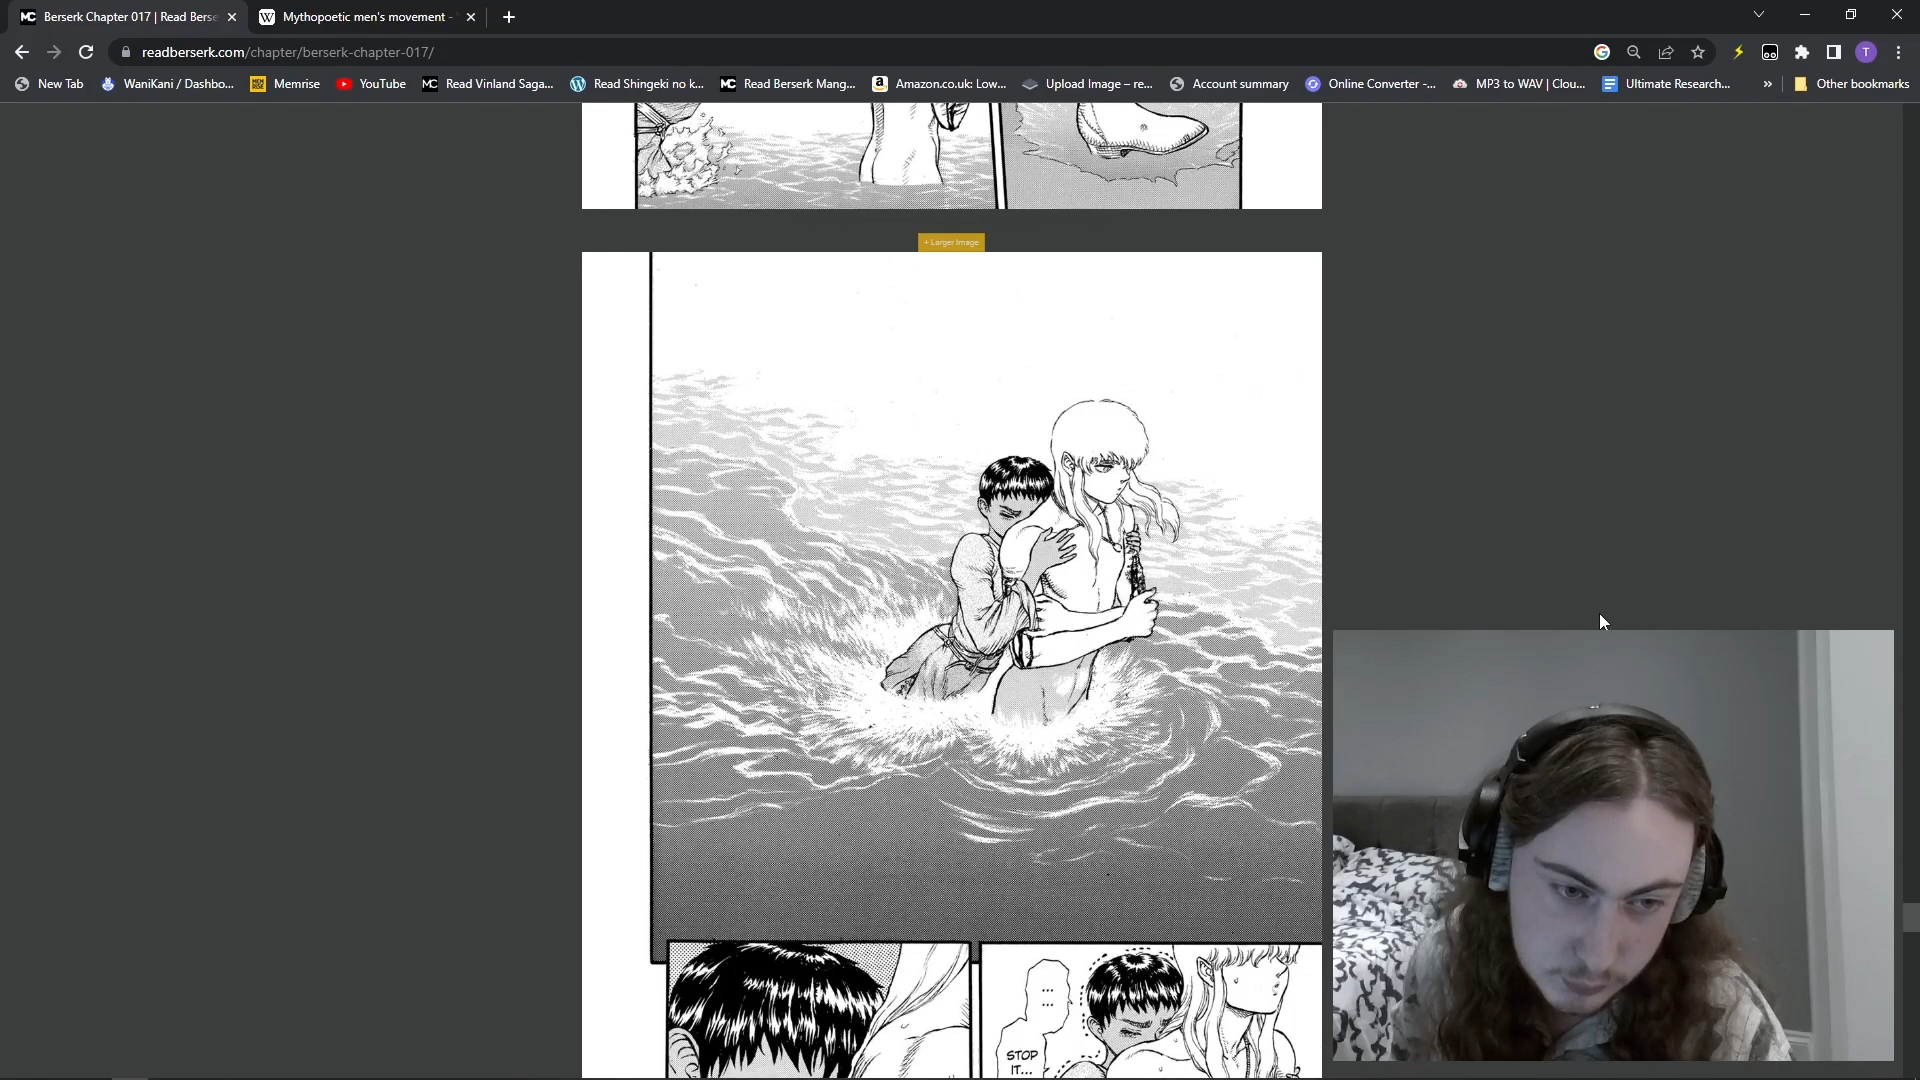 Berserk Chapter 017 | Read Berse
Mythopoetic men's movement -
readberserk.com/chapter/berserk-chapter-017/
New Tab
WaniKani / Dashbo...
Memrise
YouTube
Read Vinland Saga...
Read Shingeki no k...
Read Berserk Mang...
Amazon.co.uk: Low...
Upload Image – re...
Account summary
Online Converter -...
MP3 to WAV | Clou...
Ultimate Research...
»
Other bookmarks
+ Larger Image
...
...
STOP
IT...